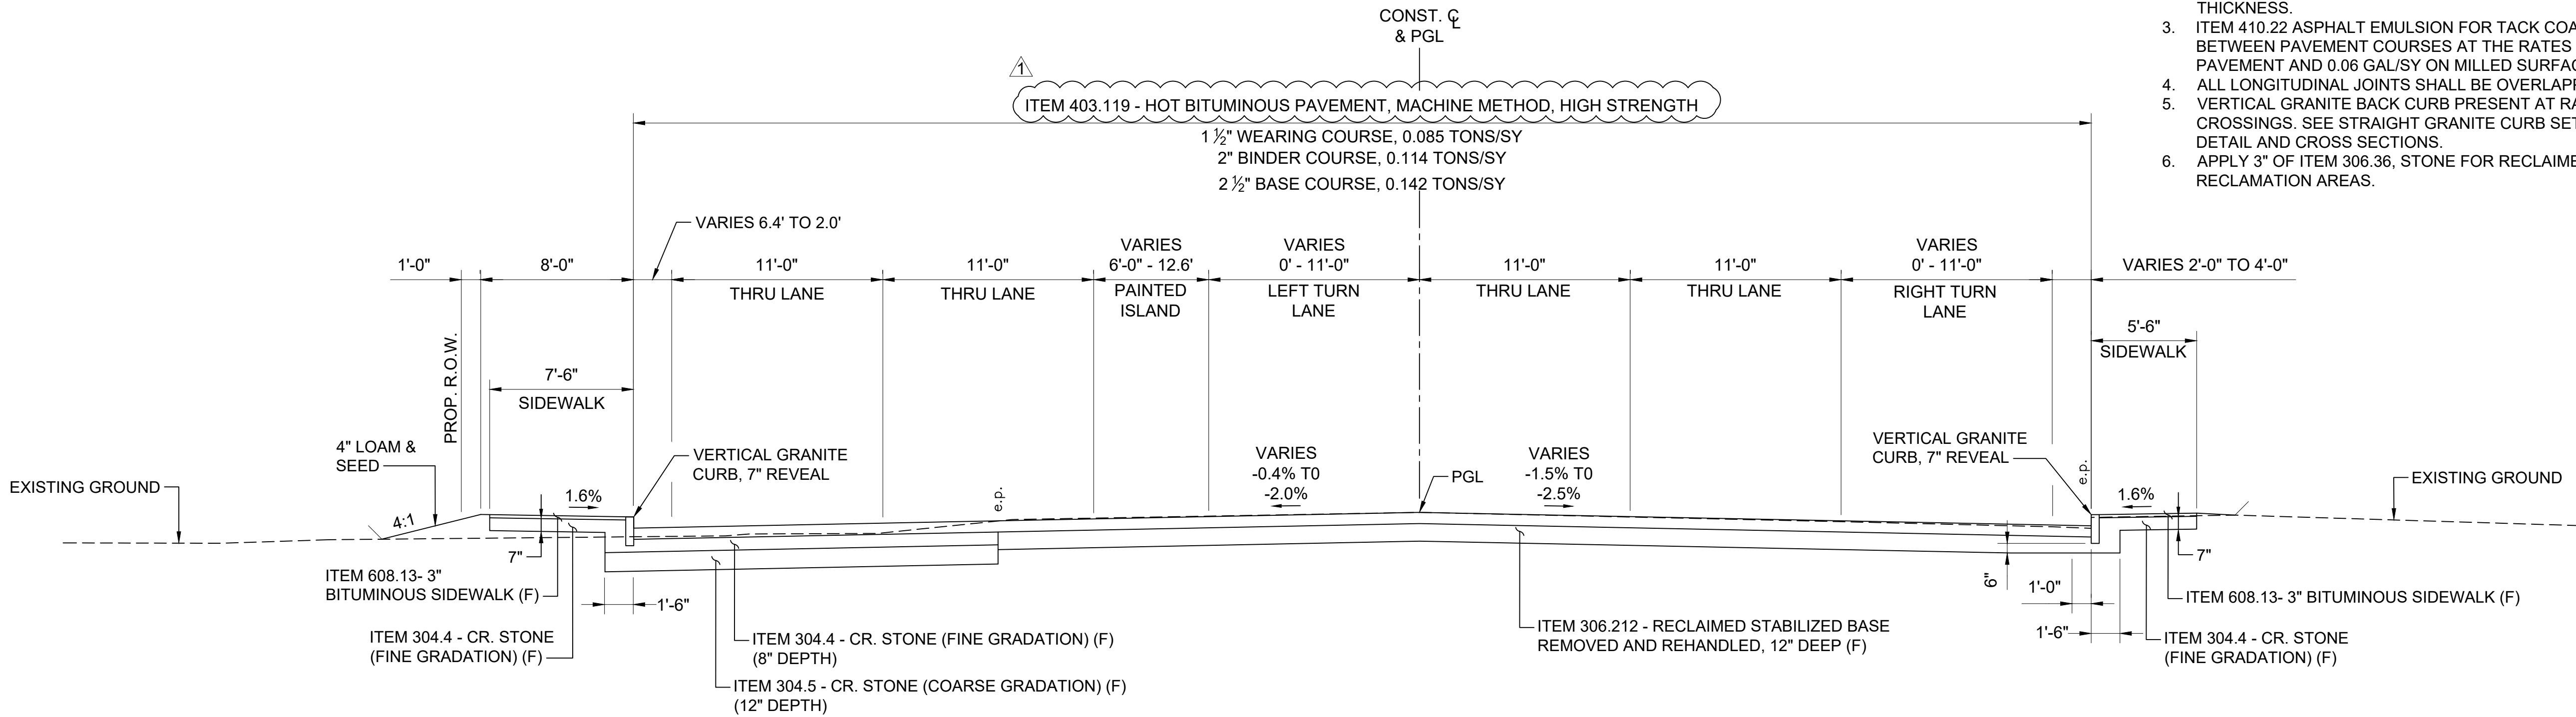 CONST. ℄
& PGL
THICKNESS.
3. ITEM 410.22 ASPHALT EMULSION FOR TACK
BETWEEN PAVEMENT COURSES AT THE RATES
PAVEMENT AND 0.06 GAL/SY ON MILLED
4. ALL LONGITUDINAL JOINTS SHALL BE
5. VERTICAL GRANITE BACK CURB PRESENT AT
CROSSINGS. SEE STRAIGHT GRANITE CURB
DETAIL AND CROSS SECTIONS.
6. APPLY 3" OF ITEM 306.36, STONE FOR
RECLAMATION AREAS.
1
ITEM 403.119 - HOT BITUMINOUS PAVEMENT, MACHINE METHOD, HIGH STRENGTH
1 ½" WEARING COURSE, 0.085 TONS/SY
2" BINDER COURSE, 0.114 TONS/SY
2 ½" BASE COURSE, 0.142 TONS/SY
VARIES 6.4' TO 2.0'
1'-0"
8'-0"
11'-0"
THRU LANE
11'-0"
THRU LANE
VARIES
6'-0" - 12.6'
PAINTED
ISLAND
VARIES
0' - 11'-0"
LEFT TURN
LANE
11'-0"
THRU LANE
11'-0"
THRU LANE
VARIES
0' - 11'-0"
RIGHT TURN
LANE
VARIES 2'-0" TO 4'-0"
5'-6"
SIDEWALK
PROP. R.O.W.
7'-6"
SIDEWALK
4" LOAM &
SEED
EXISTING GROUND
4:1
1.6%
VERTICAL GRANITE
CURB, 7" REVEAL
e.p.
VARIES
-0.4% T0
-2.0%
PGL
VARIES
-1.5% T0
-2.5%
VERTICAL GRANITE
CURB, 7" REVEAL
e.p.
1.6%
EXISTING GROUND
7"
ITEM 608.13- 3"
BITUMINOUS SIDEWALK (F)
ITEM 304.4 - CR. STONE
(FINE GRADATION) (F)
1'-6"
ITEM 304.4 - CR. STONE (FINE GRADATION) (F)
(8" DEPTH)
ITEM 304.5 - CR. STONE (COARSE GRADATION) (F)
(12" DEPTH)
ITEM 306.212 - RECLAIMED STABILIZED BASE
REMOVED AND REHANDLED, 12" DEEP (F)
6"
1'-0"
1'-6"
7"
ITEM 608.13- 3" BITUMINOUS SIDEWALK (F)
ITEM 304.4 - CR. STONE
(FINE GRADATION) (F)